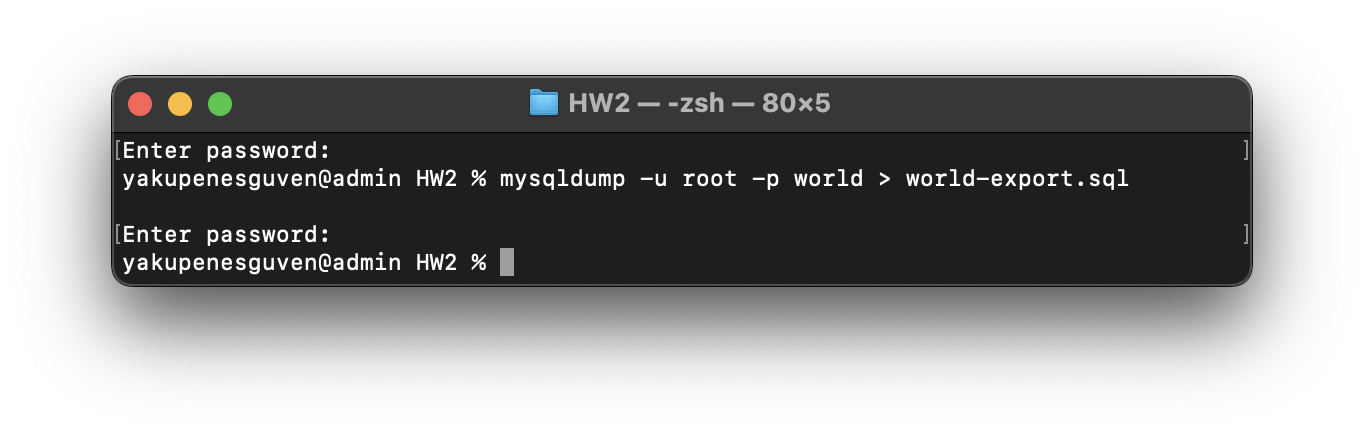 HW2 — -zsh — 80×5
[Enter password: ]
yakupenesguven@admin HW2 % mysqldump -u root -p world > world-export.sql
[Enter password: ]
yakupenesguven@admin HW2 %